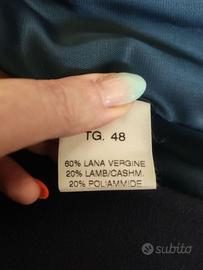 TG. 48
60% LANA VERGINE
20% LAMB/CASHM.
20% POLIAMMIDE
subito